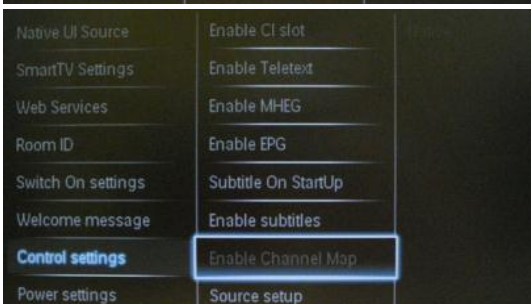 Native UI Source
SmartTV Settings
Web Services
Room ID
Switch On settings
Welcome message
Control settings
Power settings
Enable CI slot
Enable Teletext
Enable MHEG
Enable EPG
Subtitle On StartUp
Enable subtitles
Enable Channel Map
Source setup